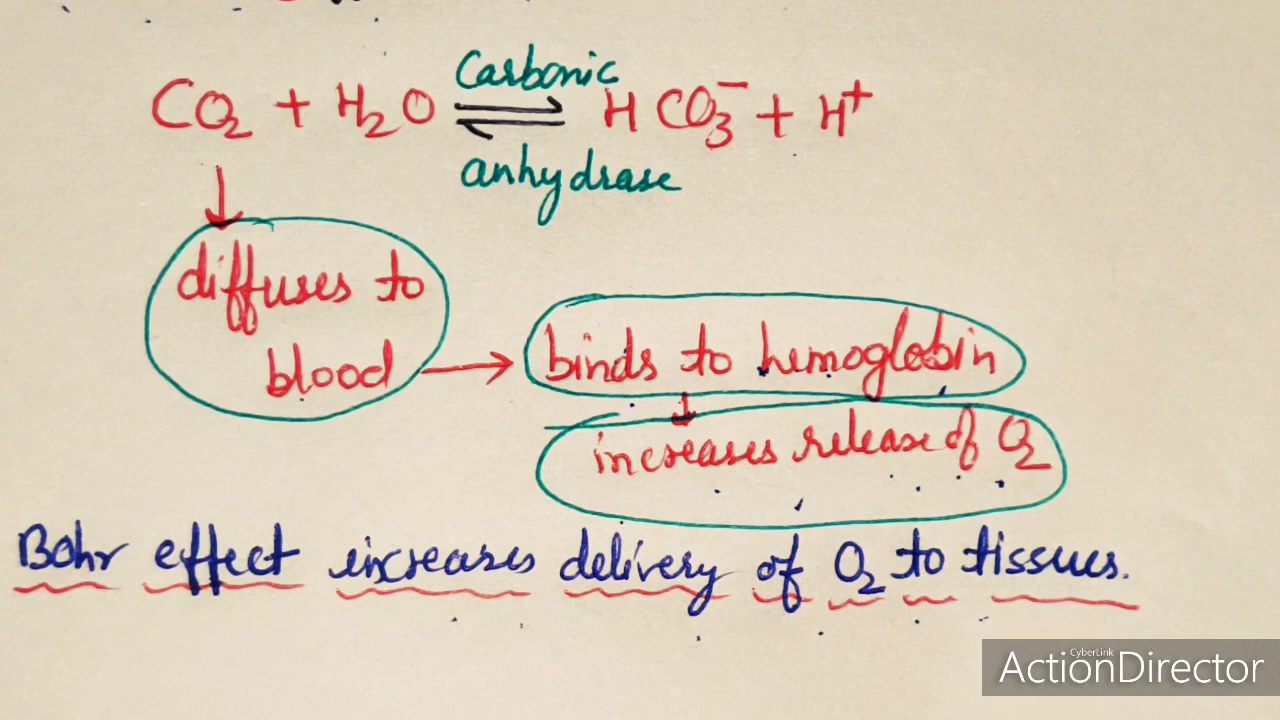 Carbonic
CO₂ + H₂O ⇌ HCO₃⁻ + H⁺
anhydrase
↓
diffuses to
blood → binds to hemoglobin
↓
increases release of O₂
Bohr effect increases delivery of O₂ to tissues.
CyberLink
ActionDirector